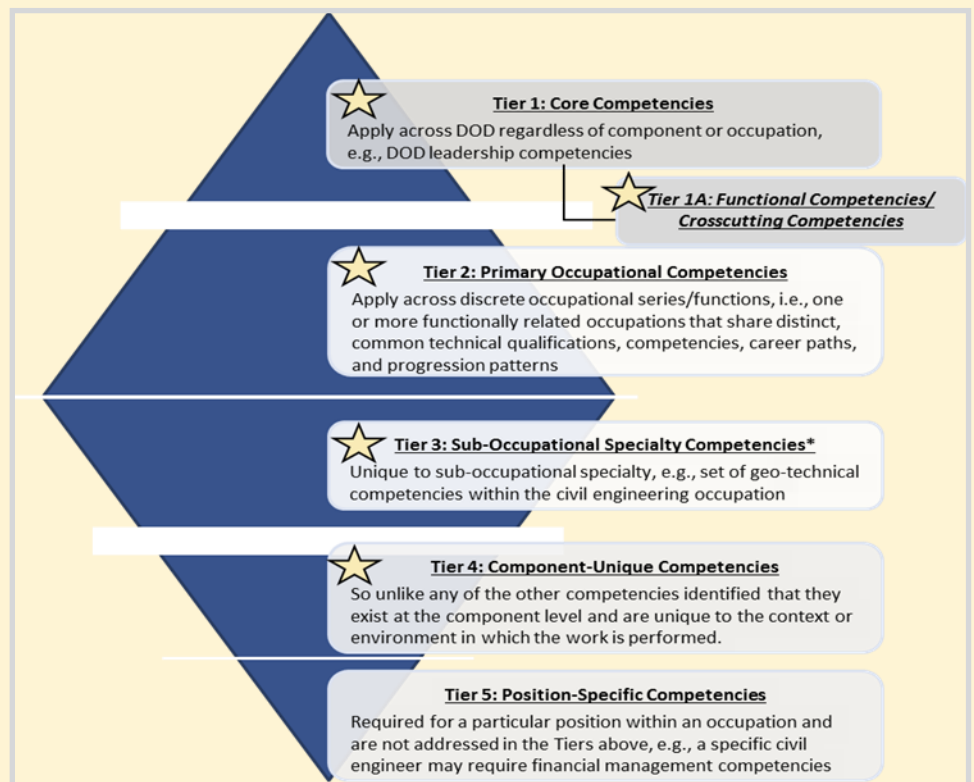 Tier 1: Core Competencies
Apply across DOD regardless of component or occupation,
e.g., DOD leadership competencies
Tier 1A: Functional Competencies/
Crosscutting Competencies
Tier 2: Primary Occupational Competencies
Apply across discrete occupational series/functions, i.e., one
or more functionally related occupations that share distinct,
common technical qualifications, competencies, career paths,
and progression patterns
Tier 3: Sub-Occupational Specialty Competencies*
Unique to sub-occupational specialty, e.g., set of geo-technical
competencies within the civil engineering occupation
Tier 4: Component-Unique Competencies
So unlike any of the other competencies identified that they
exist at the component level and are unique to the context or
environment in which the work is performed.
Tier 5: Position-Specific Competencies
Required for a particular position within an occupation and
are not addressed in the Tiers above, e.g., a specific civil
engineer may require financial management competencies